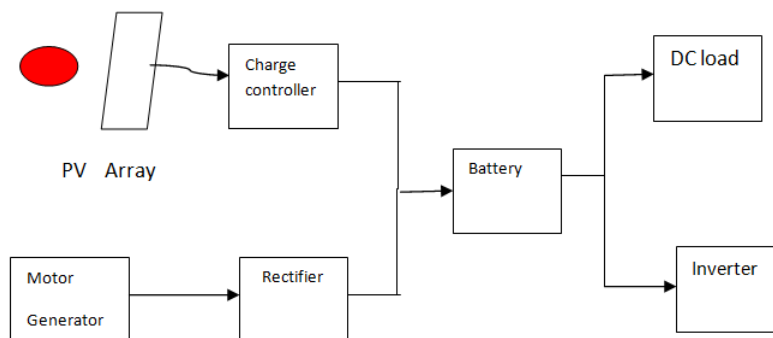 Charge
controller
DC load
PV Array
Battery
Motor
Generator
Rectifier
Inverter